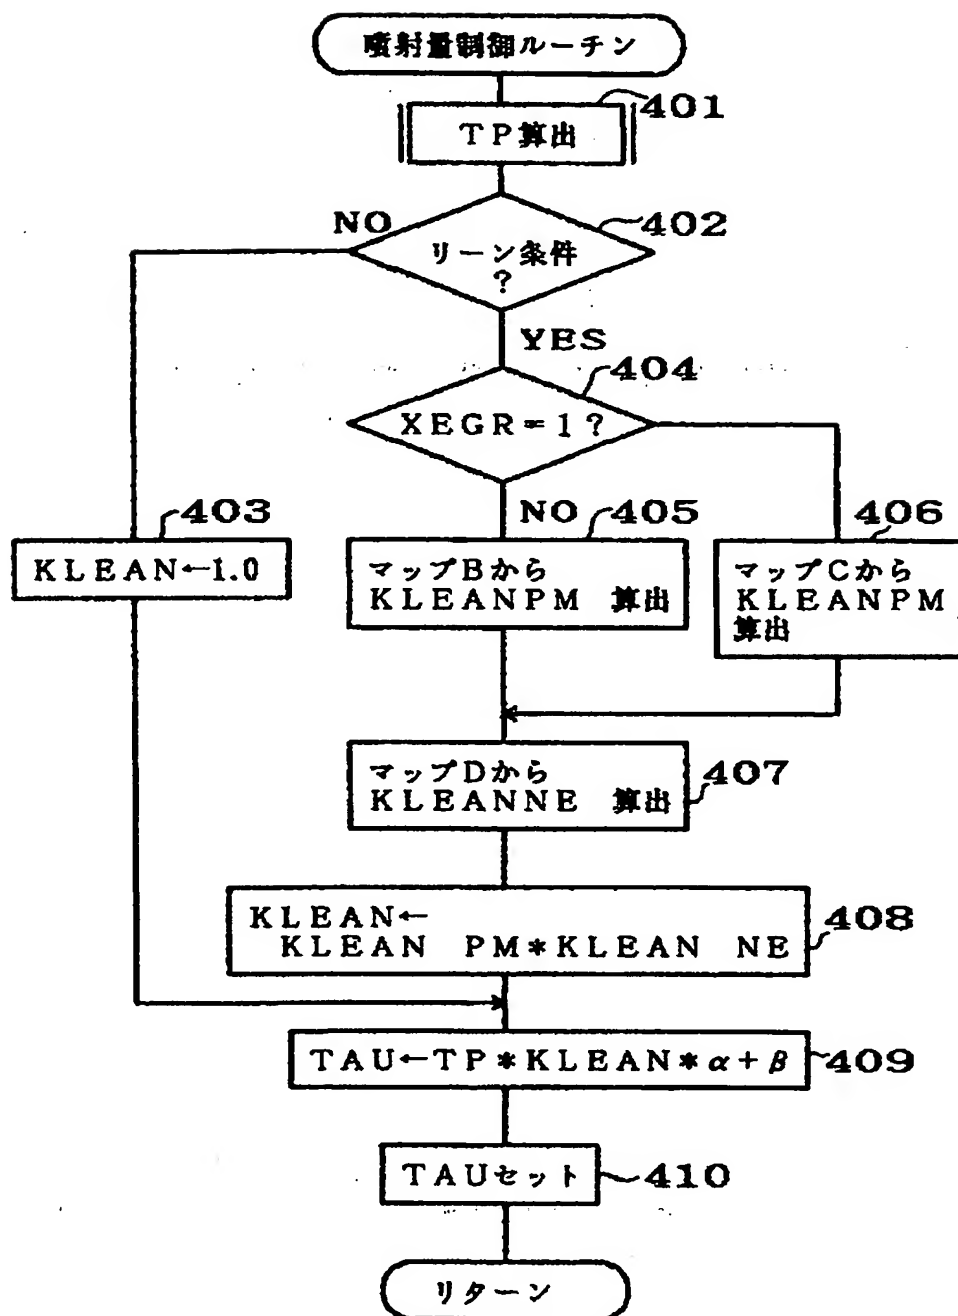 噴射量制御ルーチン
401
TP算出
NO
402
リーン条件
?
YES
404
XEGR=1?
403
NO
405
406
KLEAN←1.0
マップBから
KLEANPM 算出
マップCから
KLEANPM
算出
マップDから
KLEANNE 算出
407
KLEAN←
KLEAN PM*KLEAN NE
408
TAU←TP*KLEAN*α+β
409
TAUセット
410
リターン